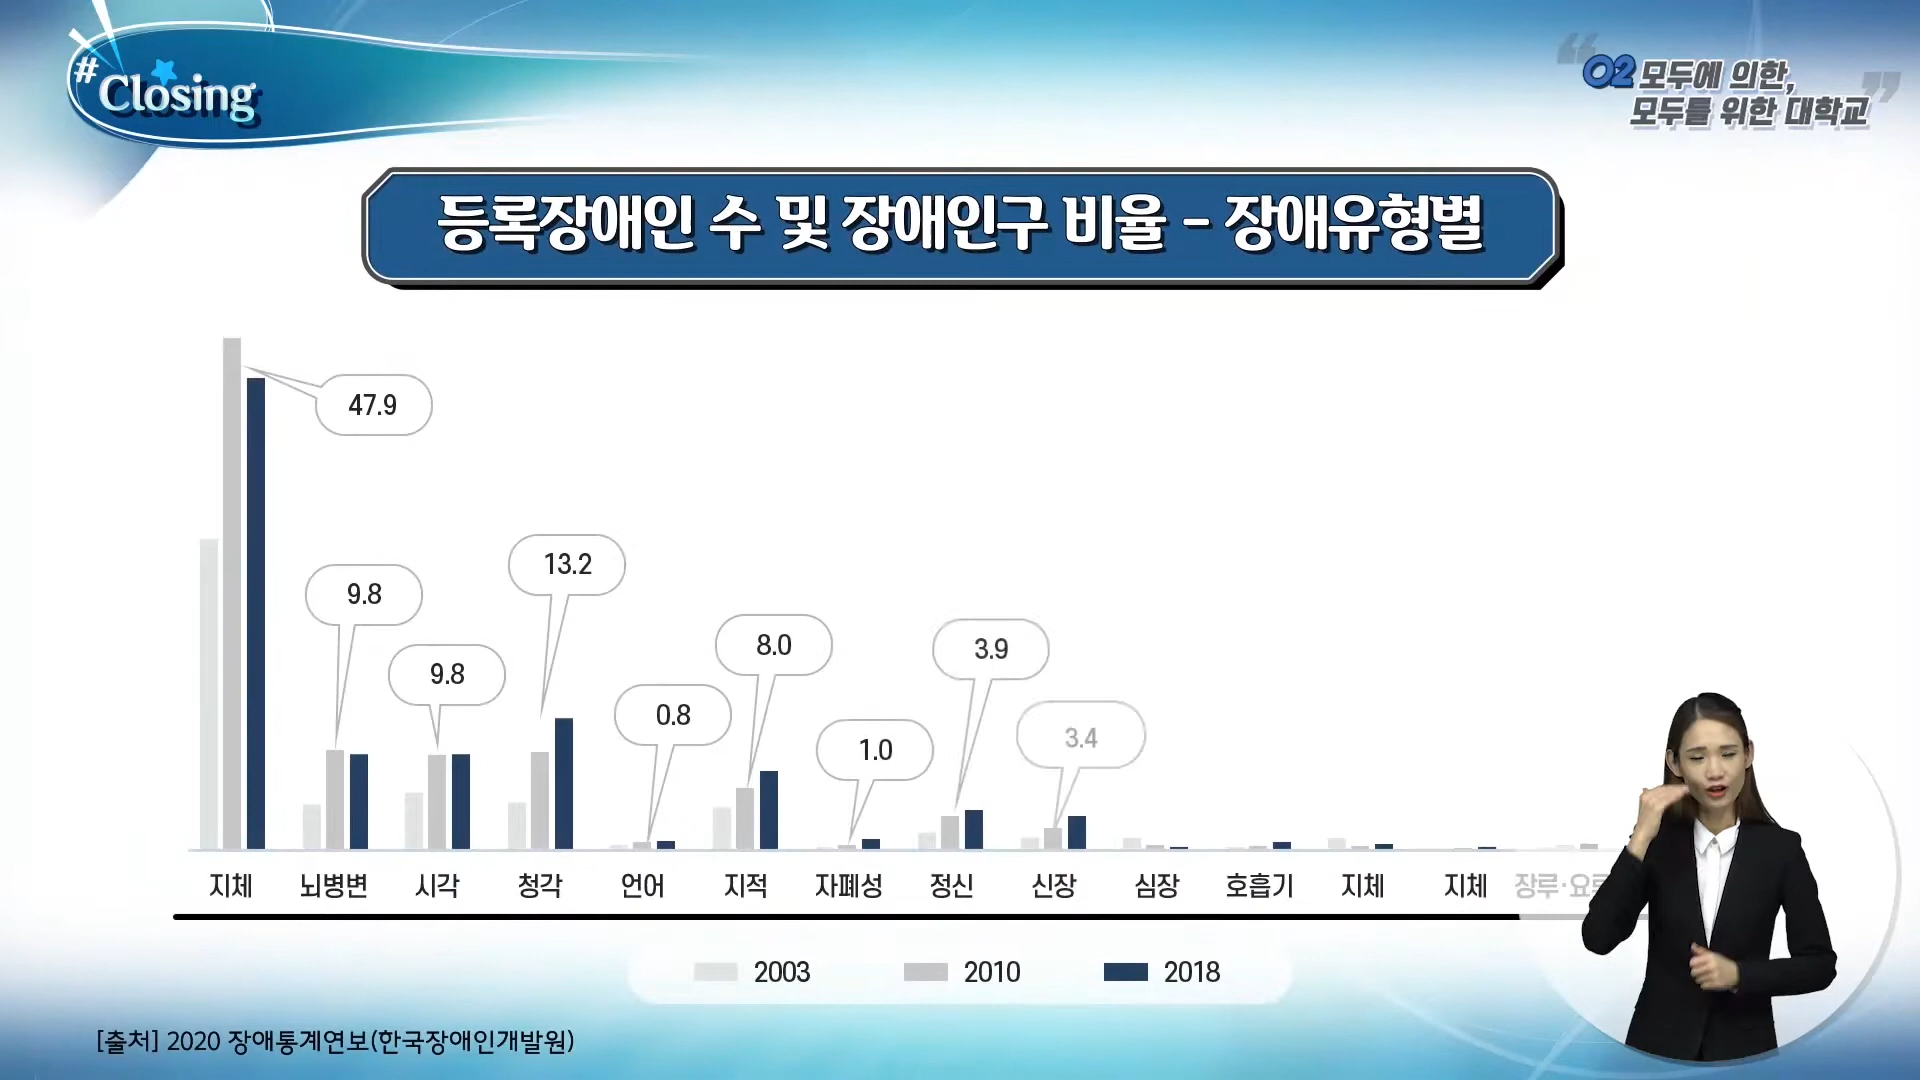 #Closing
“02 모두에 의한,
모두를 위한 대학교”
등록장애인 수 및 장애인구 비율 - 장애유형별
47.9
13.2
9.8
8.0
3.9
9.8
0.8
3.4
1.0
지체 뇌병변 시각 청각 언어 지적 자폐성 정신 신장 심장 호흡기 지체 지체 장루·요
2003 2010 2018
[출처] 2020 장애통계연보(한국장애인개발원)